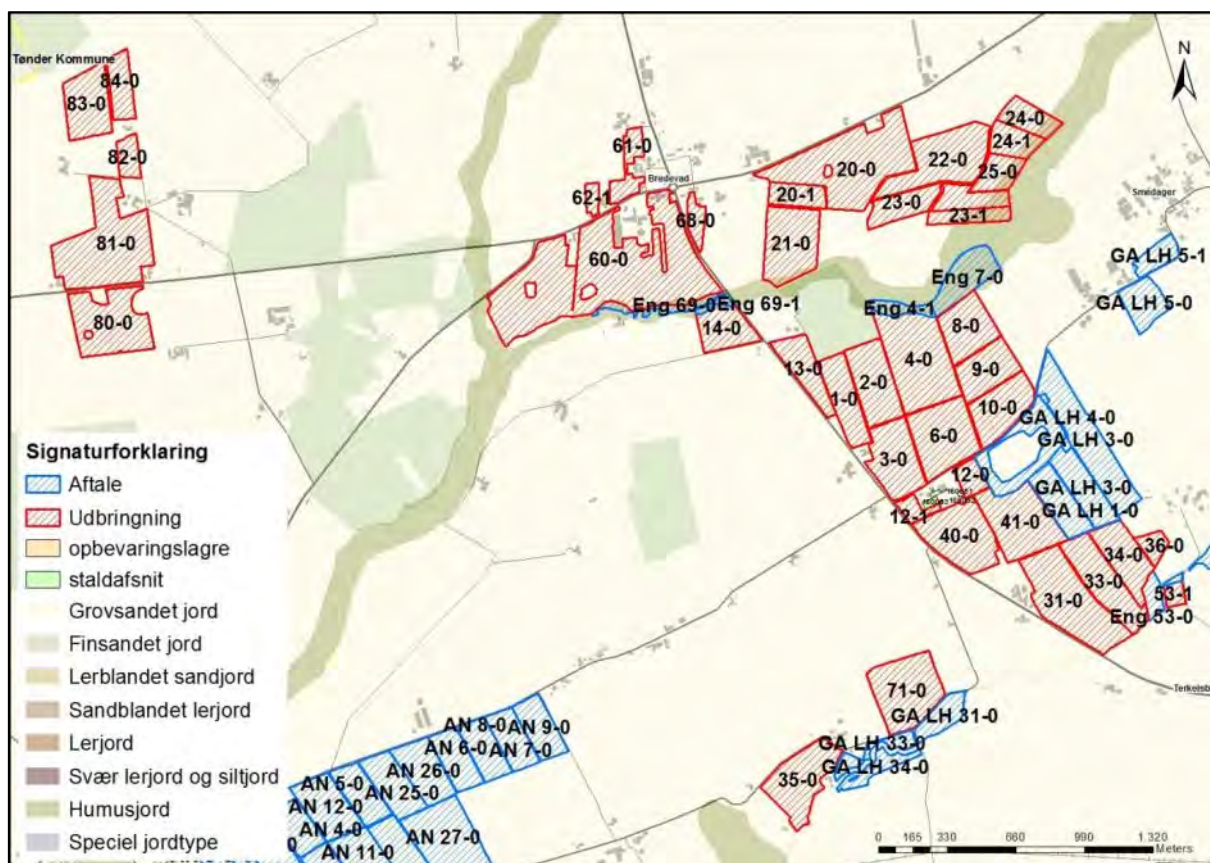 Tønder Kommune
N
84-0
83-0
82-0
81-0
80-0
61-0
Bredevad
62-1
68-0
60-0
Eng 69-0
Eng 69-1
14-0
24-0
24-1
20-0
22-0
25-0
20-1
23-0
23-1
21-0
Smedager
GA LH 5-1
GA LH 5-0
Eng 7-0
Eng 4-1
8-0
4-0
13-0
2-0
9-0
1-0
10-0
GA LH 4-0
6-0
GA LH 3-0
3-0
12-0
GA LH 3-0
12-1
GA LH 1-0
41-0
40-0
34-0
36-0
33-0
31-0
53-1
Eng 53-0
71-0
GA LH 31-0
GA LH 33-0
GA LH 34-0
35-0
AN 8-0
AN 9-0
AN 6-0
AN 7-0
AN 26-0
AN 5-0
AN 25-0
AN 12-0
AN 4-0
AN 27-0
AN 11-0
Signaturforklaring
Aftale
Udbringning
opbevaringslagre
staldafsnit
Grovsandet jord
Finsandet jord
Lerblandet sandjord
Sandblandet lerjord
Lerjord
Svær lerjord og siltjord
Humusjord
Speciel jordtype
0 165 330 660 990 1.320
Meters